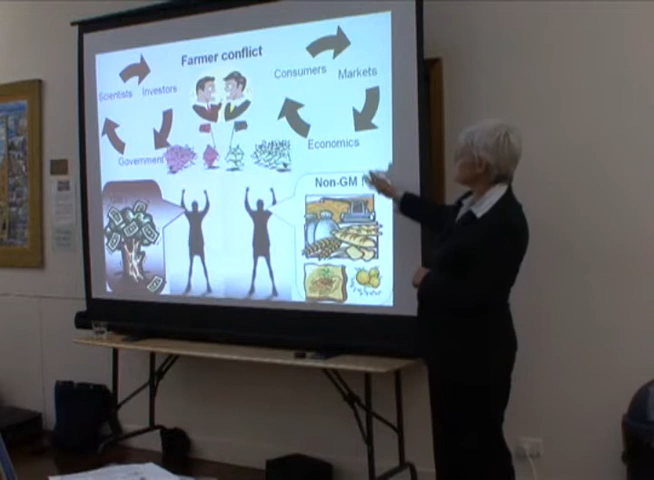 Farmer conflict
Scientists
Investors
Government
Consumers
Markets
Economics
Non-GM